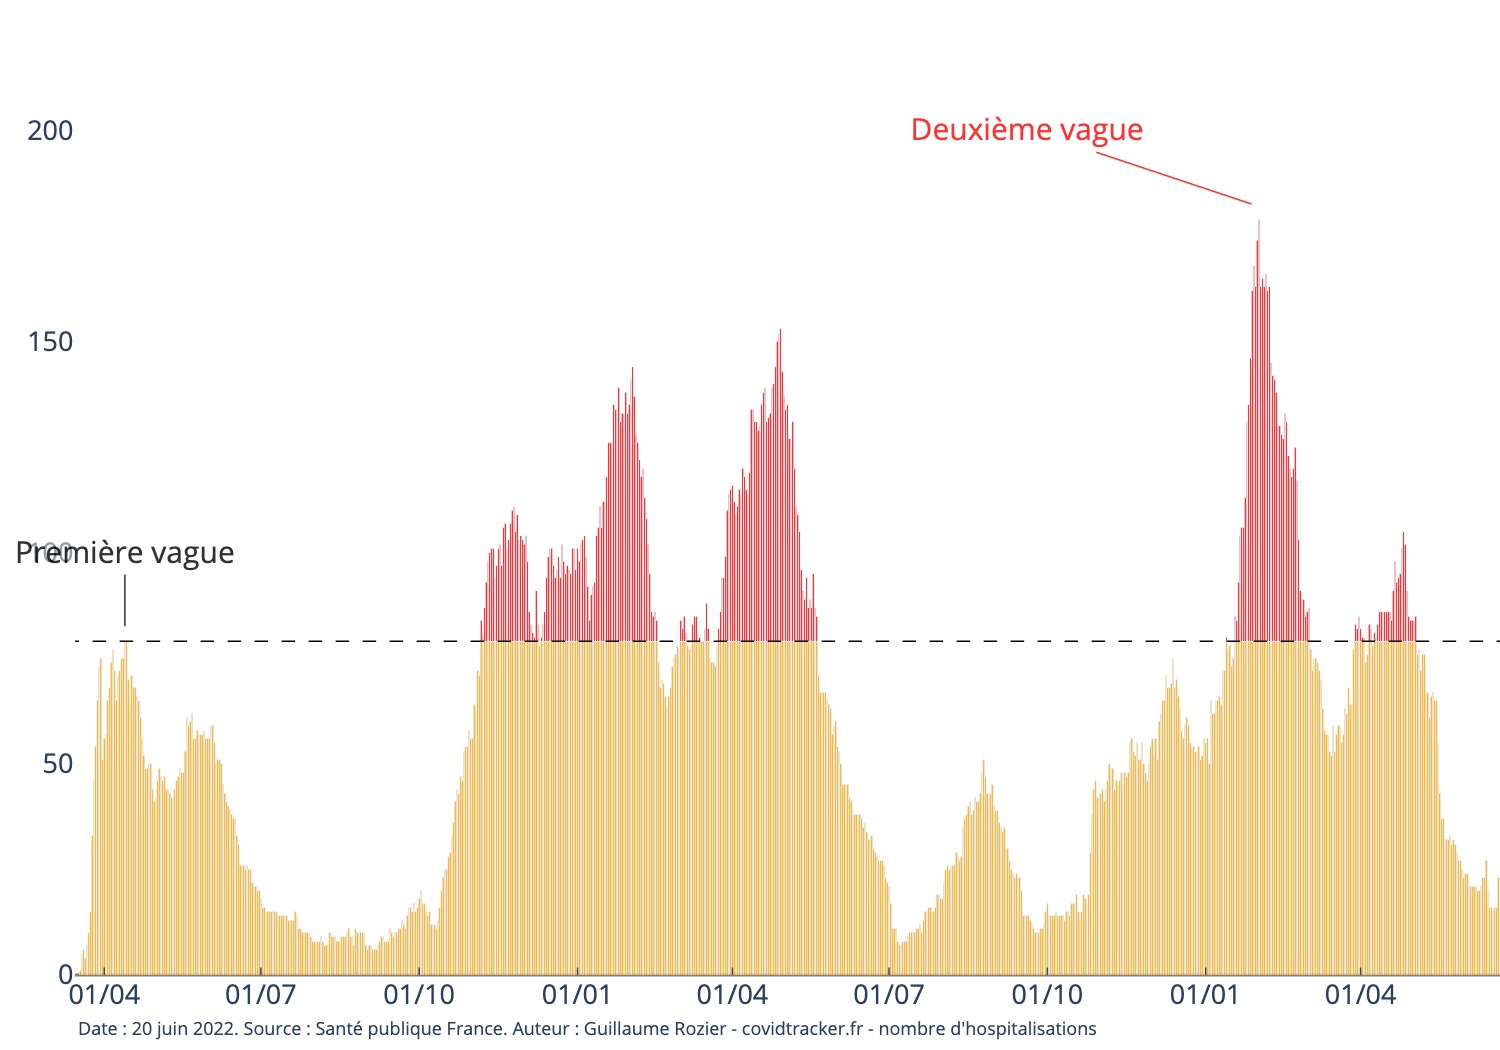 200
Deuxième vague
150
100
Première vague
50
0
01/04 01/07 01/10 01/01 01/04 01/07 01/10 01/01 01/04
Date : 20 juin 2022. Source : Santé publique France. Auteur : Guillaume Rozier - covidtracker.fr - nombre d'hospitalisations